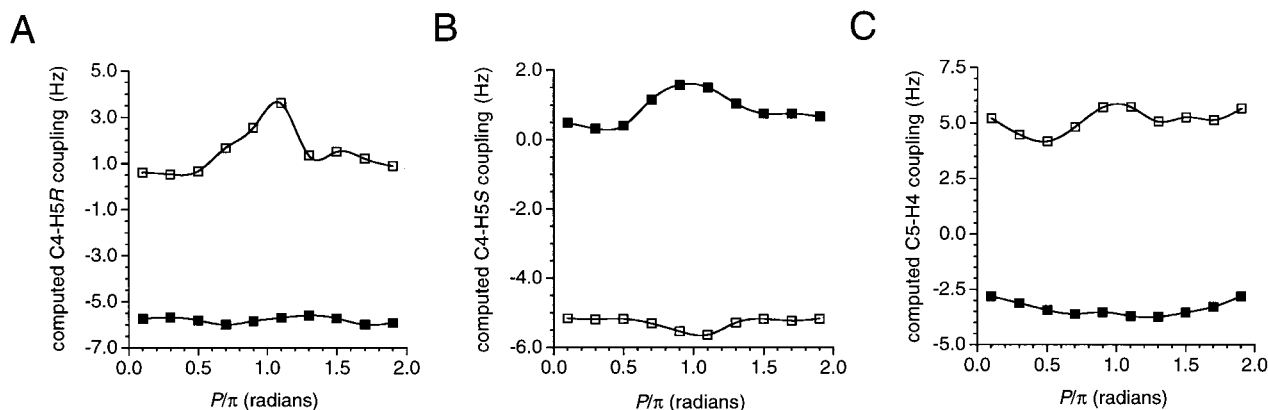 A
computed C4-H5R coupling (Hz)
5.0
3.0
1.0
-1.0
-3.0
-5.0
-7.0
0.0 0.5 1.0 1.5 2.0
P/π (radians)
B
computed C4-H5S coupling (Hz)
2.0
0.0
-2.0
-4.0
-6.0
0.0 0.5 1.0 1.5 2.0
P/π (radians)
C
computed C5-H4 coupling (Hz)
7.5
5.0
2.5
0.0
-2.5
-5.0
0.0 0.5 1.0 1.5 2.0
P/π (radians)